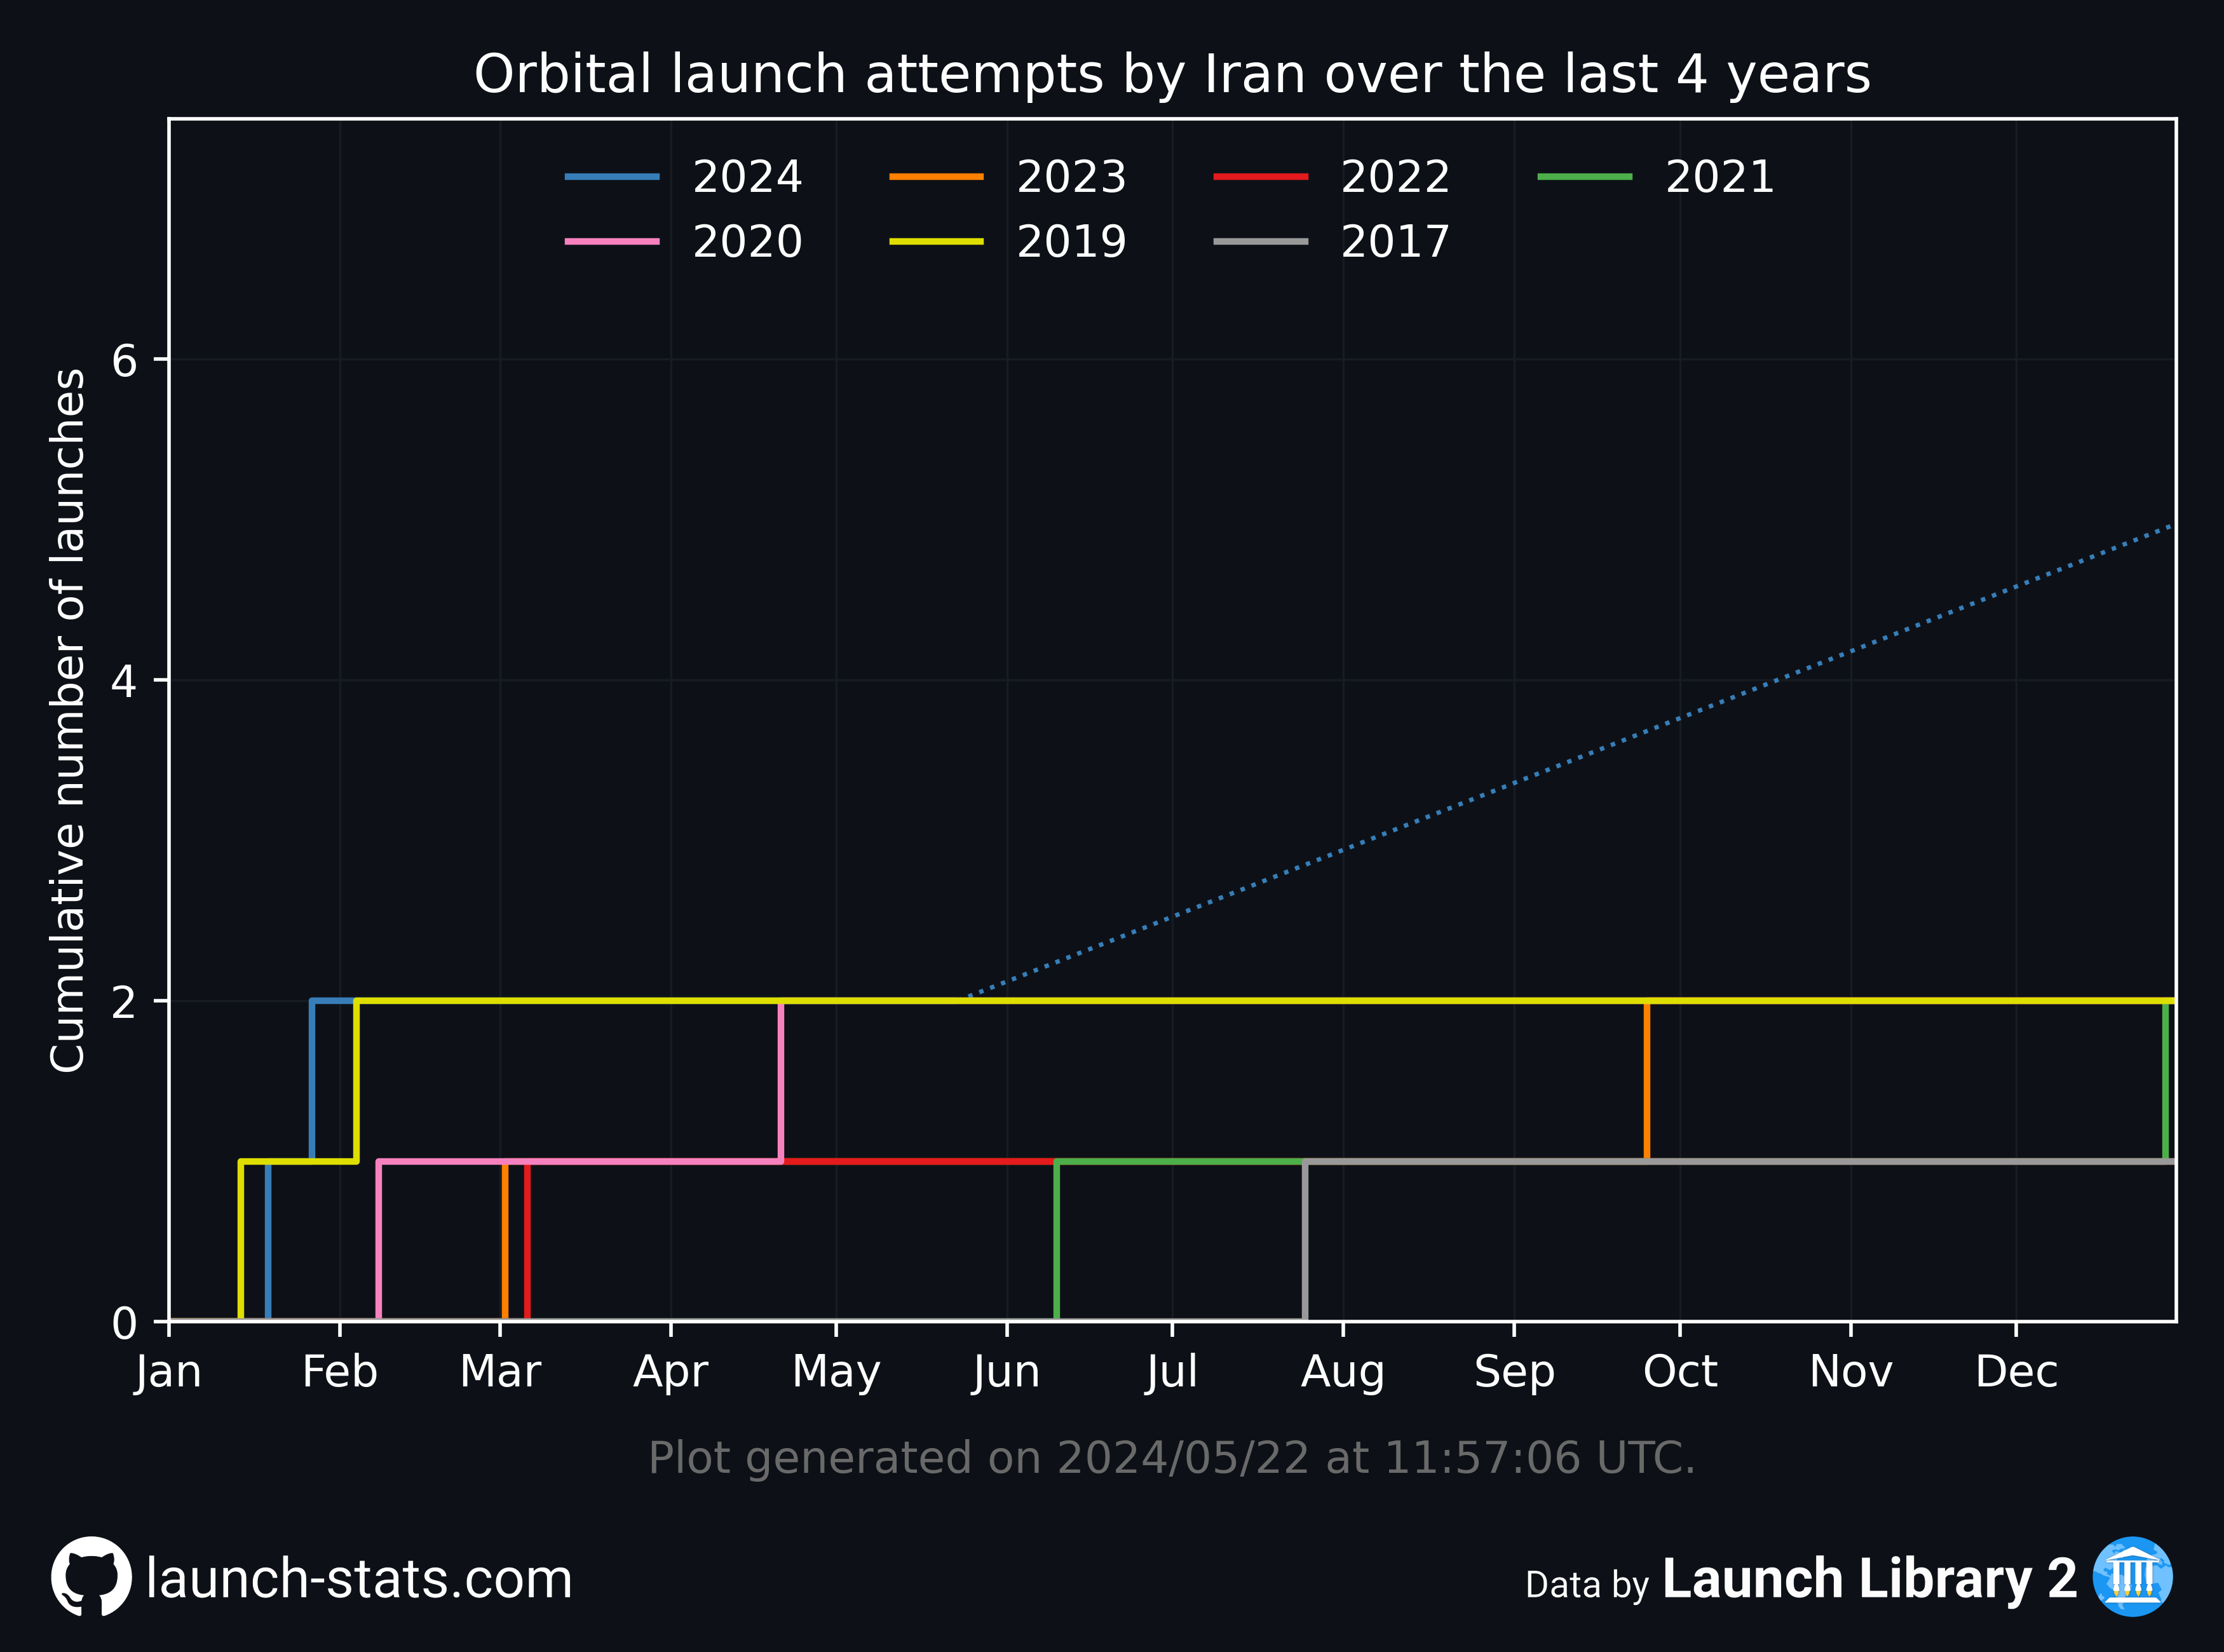 Orbital launch attempts by Iran over the last 4 years
2024 2023 2022 2021
2020 2019 2017
Cumulative number of launches
6
4
2
0
Jan Feb Mar Apr May Jun Jul Aug Sep Oct Nov Dec
Plot generated on 2024/05/22 at 11:57:06 UTC.
launch-stats.com
Data by Launch Library 2